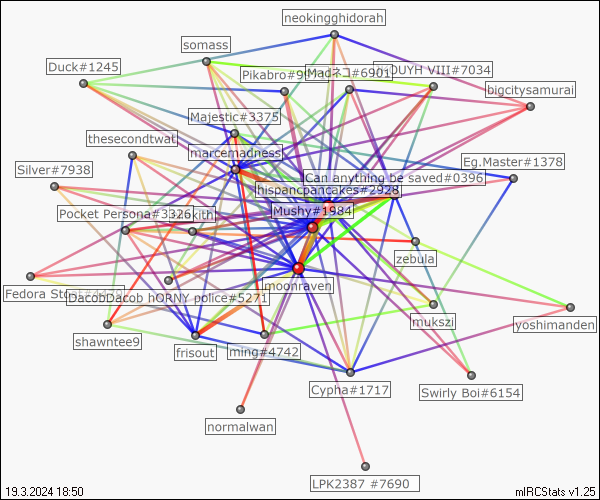 neokingghidorah
somass
Duck#1245
Pikabro#99
Madネコ#6901
DUYH VIII#7034
bigcitysamurai
Majestic#3375
thesecondtwat
marcemadness
Eg.Master#1378
Silver#7938
Can anything be saved#0396
hispancpancakes#2928
Pocket Persona#3326
Mushy#1984
zebula
moonraven
Fedora
DacobDacob hORNY police#5271
mukszi
yoshimanden
shawntee9
frisout
ming#4742
Cypha#1717
Swirly Boi#6154
normalwan
LPK2387 #7690
19.3.2024 18:50
mIRCStats v1.25